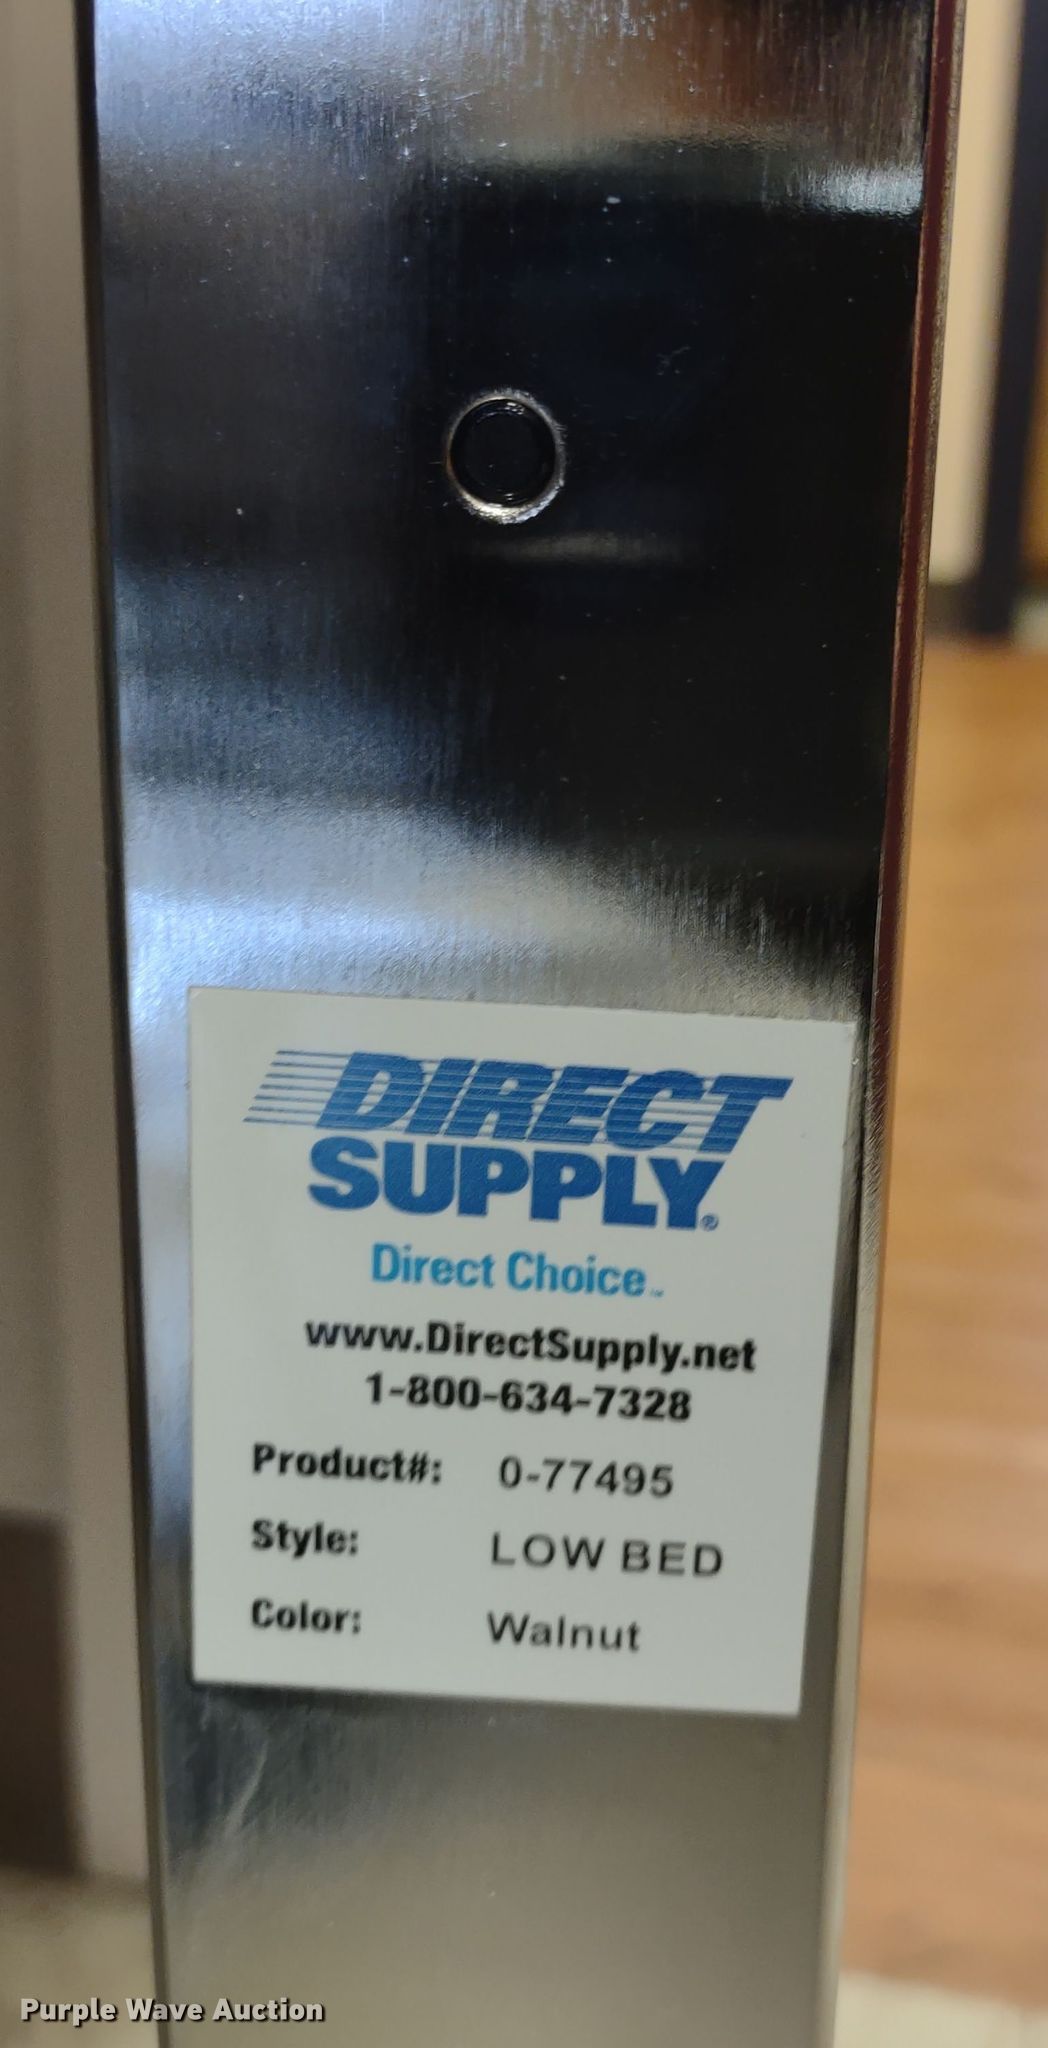 DIRECT
SUPPLY®
Direct Choice™
www.DirectSupply.net
1-800-634-7328
Product#: 0-77495
Style: LOW BED
Color: Walnut
Purple Wave Auction